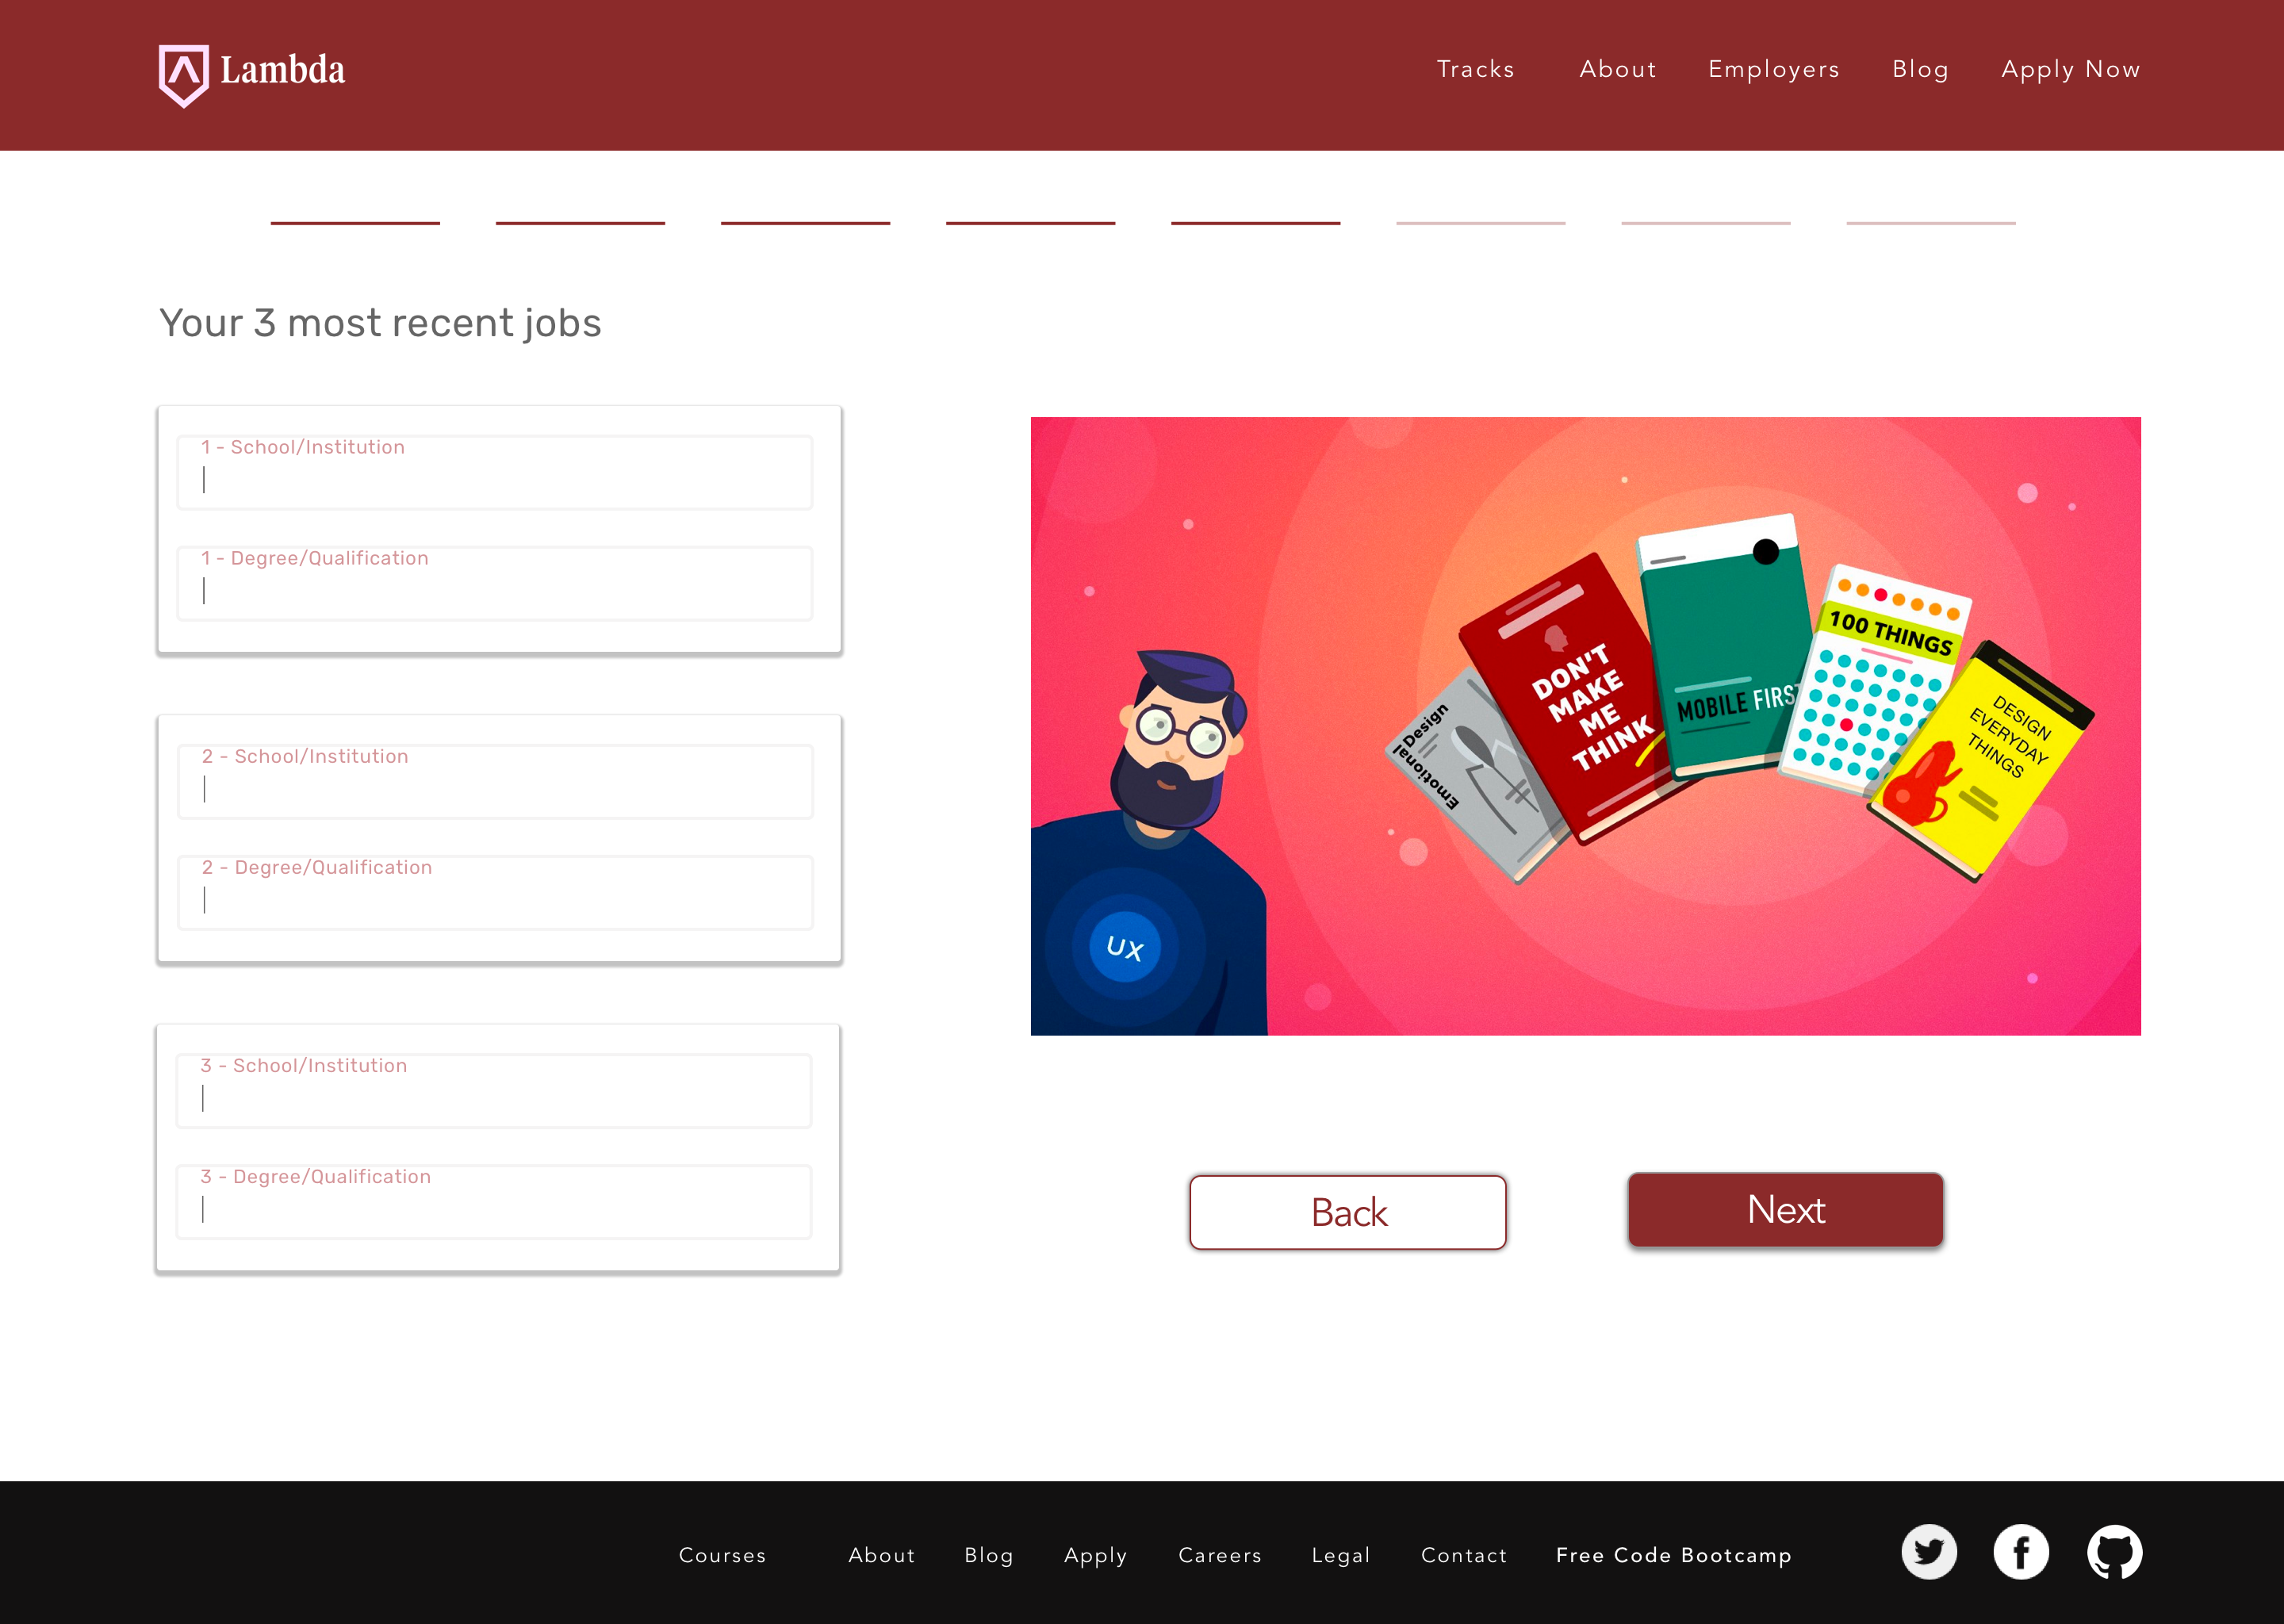 Lambda
Tracks About Employers Blog Apply Now
Your 3 most recent jobs
1 - School/Institution
1 - Degree/Qualification
2 - School/Institution
2 - Degree/Qualification
3 - School/Institution
3 - Degree/Qualification
Emotional Design
DON'T
MAKE
ME
THINK
MOBILE FIRST
100 THINGS
DESIGN
EVERYDAY
THINGS
UX
Back
Next
Courses About Blog Apply Careers Legal Contact Free Code Bootcamp